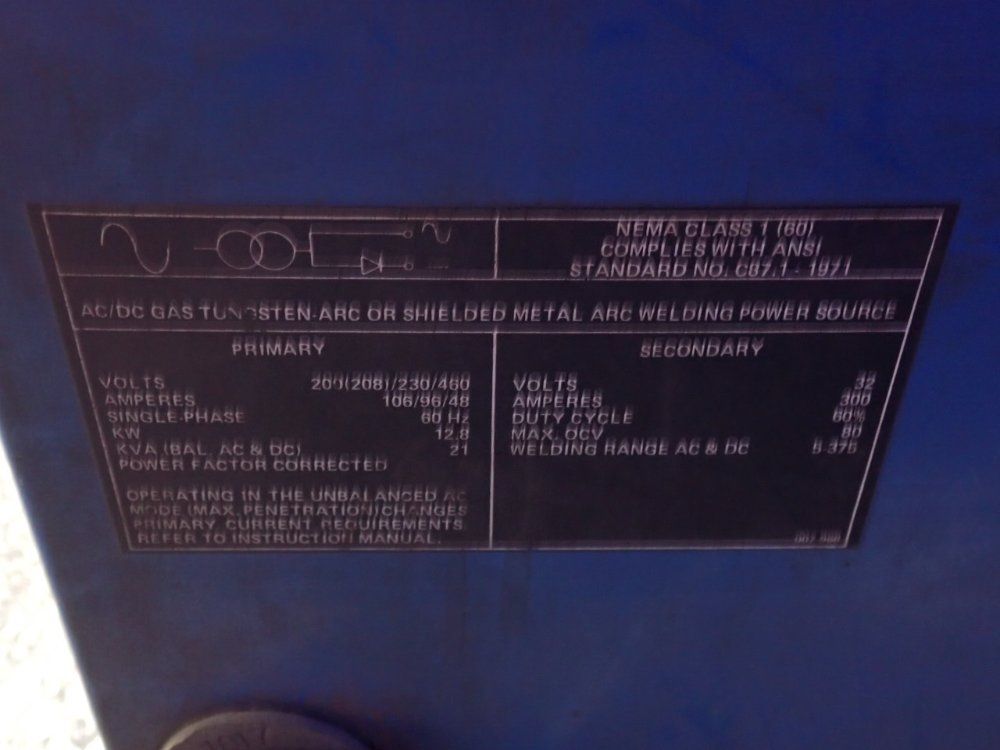 NEMA CLASS 1 (60)
COMPLIES WITH ANSI
STANDARD NO. C87.1 - 1971
AC/DC GAS TUNGSTEN-ARC OR SHIELDED METAL ARC WELDING POWER SOURCE
PRIMARY
VOLTS 200(208)/230/460
AMPERES 106/96/48
SINGLE-PHASE 60 Hz
KW 12.8
KVA (BAL. AC & DC) 21
POWER FACTOR CORRECTED
OPERATING IN THE UNBALANCED AC
MODE (MAX. PENETRATION) CHANGES
PRIMARY CURRENT REQUIREMENTS.
REFER TO INSTRUCTION MANUAL.
SECONDARY
VOLTS 32
AMPERES 300
DUTY CYCLE 60%
MAX. OCV 80
WELDING RANGE AC & DC 5-375